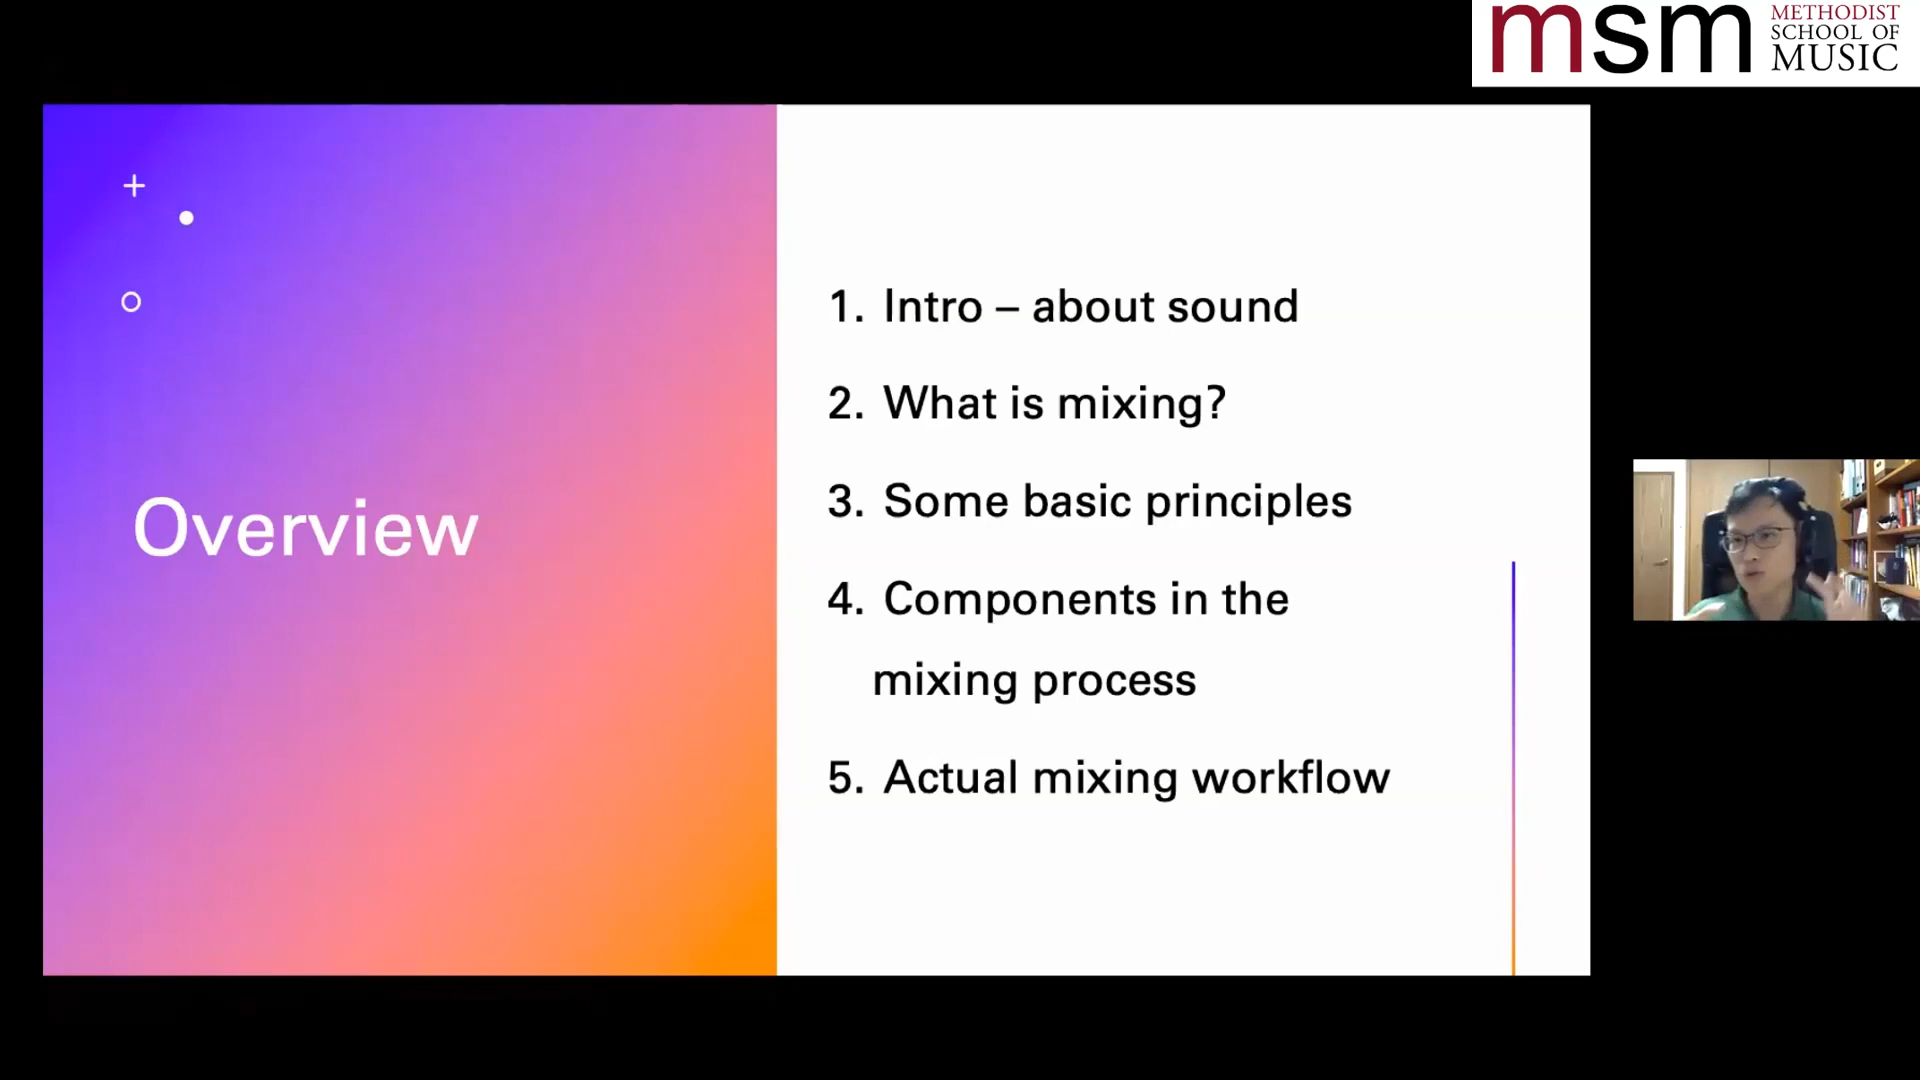 msm METHODIST
SCHOOL OF
MUSIC
Overview
1. Intro – about sound
2. What is mixing?
3. Some basic principles
4. Components in the
mixing process
5. Actual mixing workflow